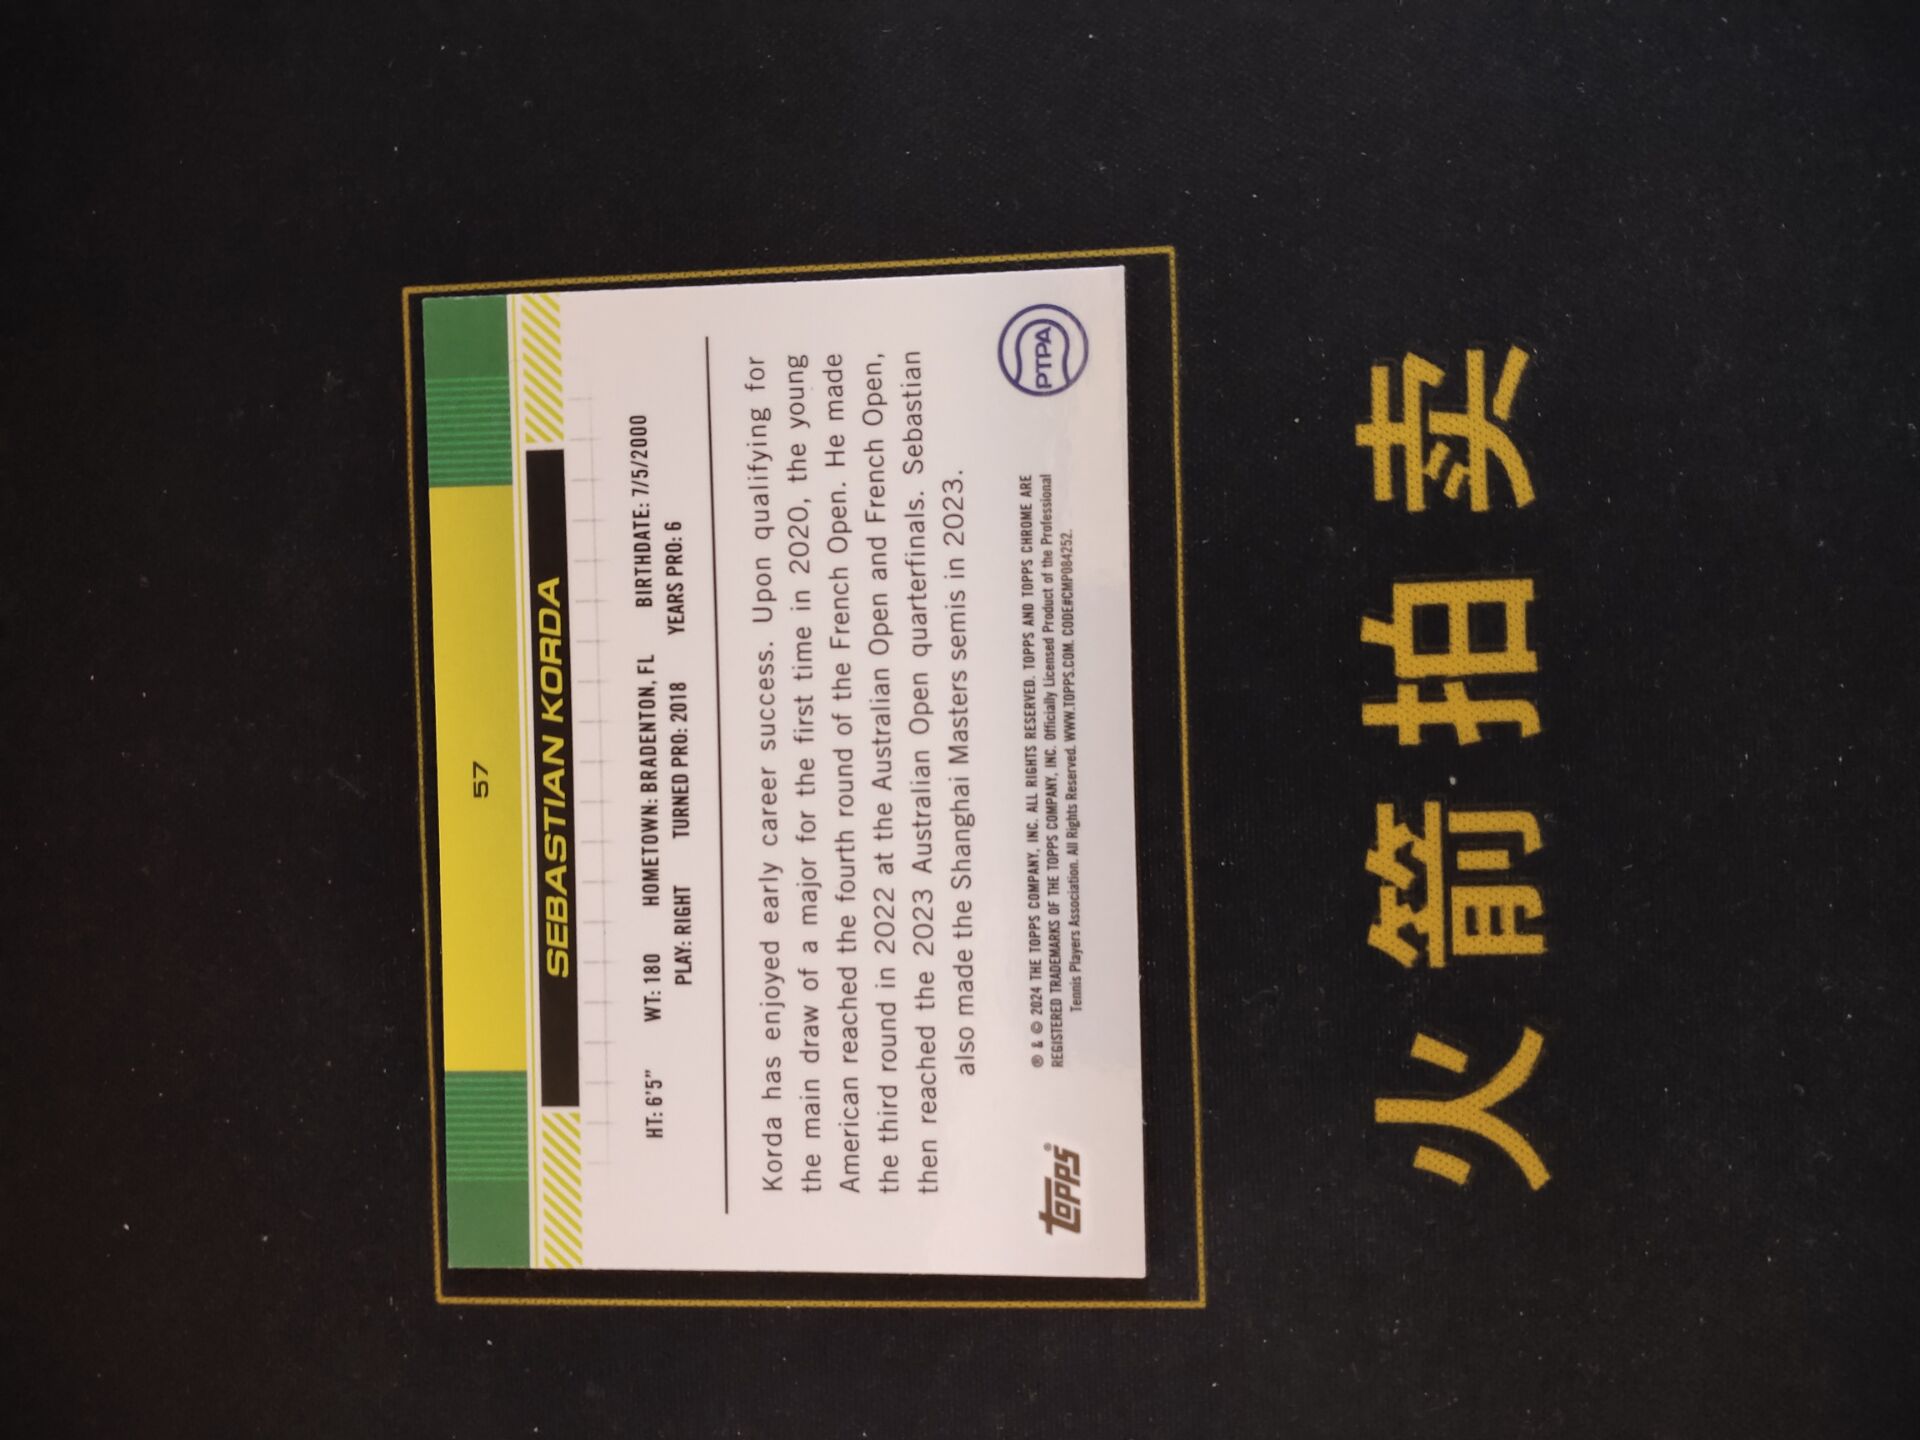 57
SEBASTIAN KORDA
HT: 6'5" WT: 180 HOMETOWN: BRADENTON, FL BIRTHDATE: 7/5/2000
PLAY: RIGHT TURNED PRO: 2018 YEARS PRO: 6
Korda has enjoyed early career success. Upon qualifying for
the main draw of a major for the first time in 2020, the young
American reached the fourth round of the French Open. He made
the third round in 2022 at the Australian Open and French Open,
then reached the 2023 Australian Open quarterfinals. Sebastian
also made the Shanghai Masters semis in 2023.
topps®
® & © 2024 THE TOPPS COMPANY, INC. ALL RIGHTS RESERVED. TOPPS AND TOPPS CHROME ARE
REGISTERED TRADEMARKS OF THE TOPPS COMPANY, INC. Officially Licensed Product of the Professional
Tennis Players Association. All Rights Reserved. WWW.TOPPS.COM. CODE#CMP084252.
PTPA
火箭拍卖